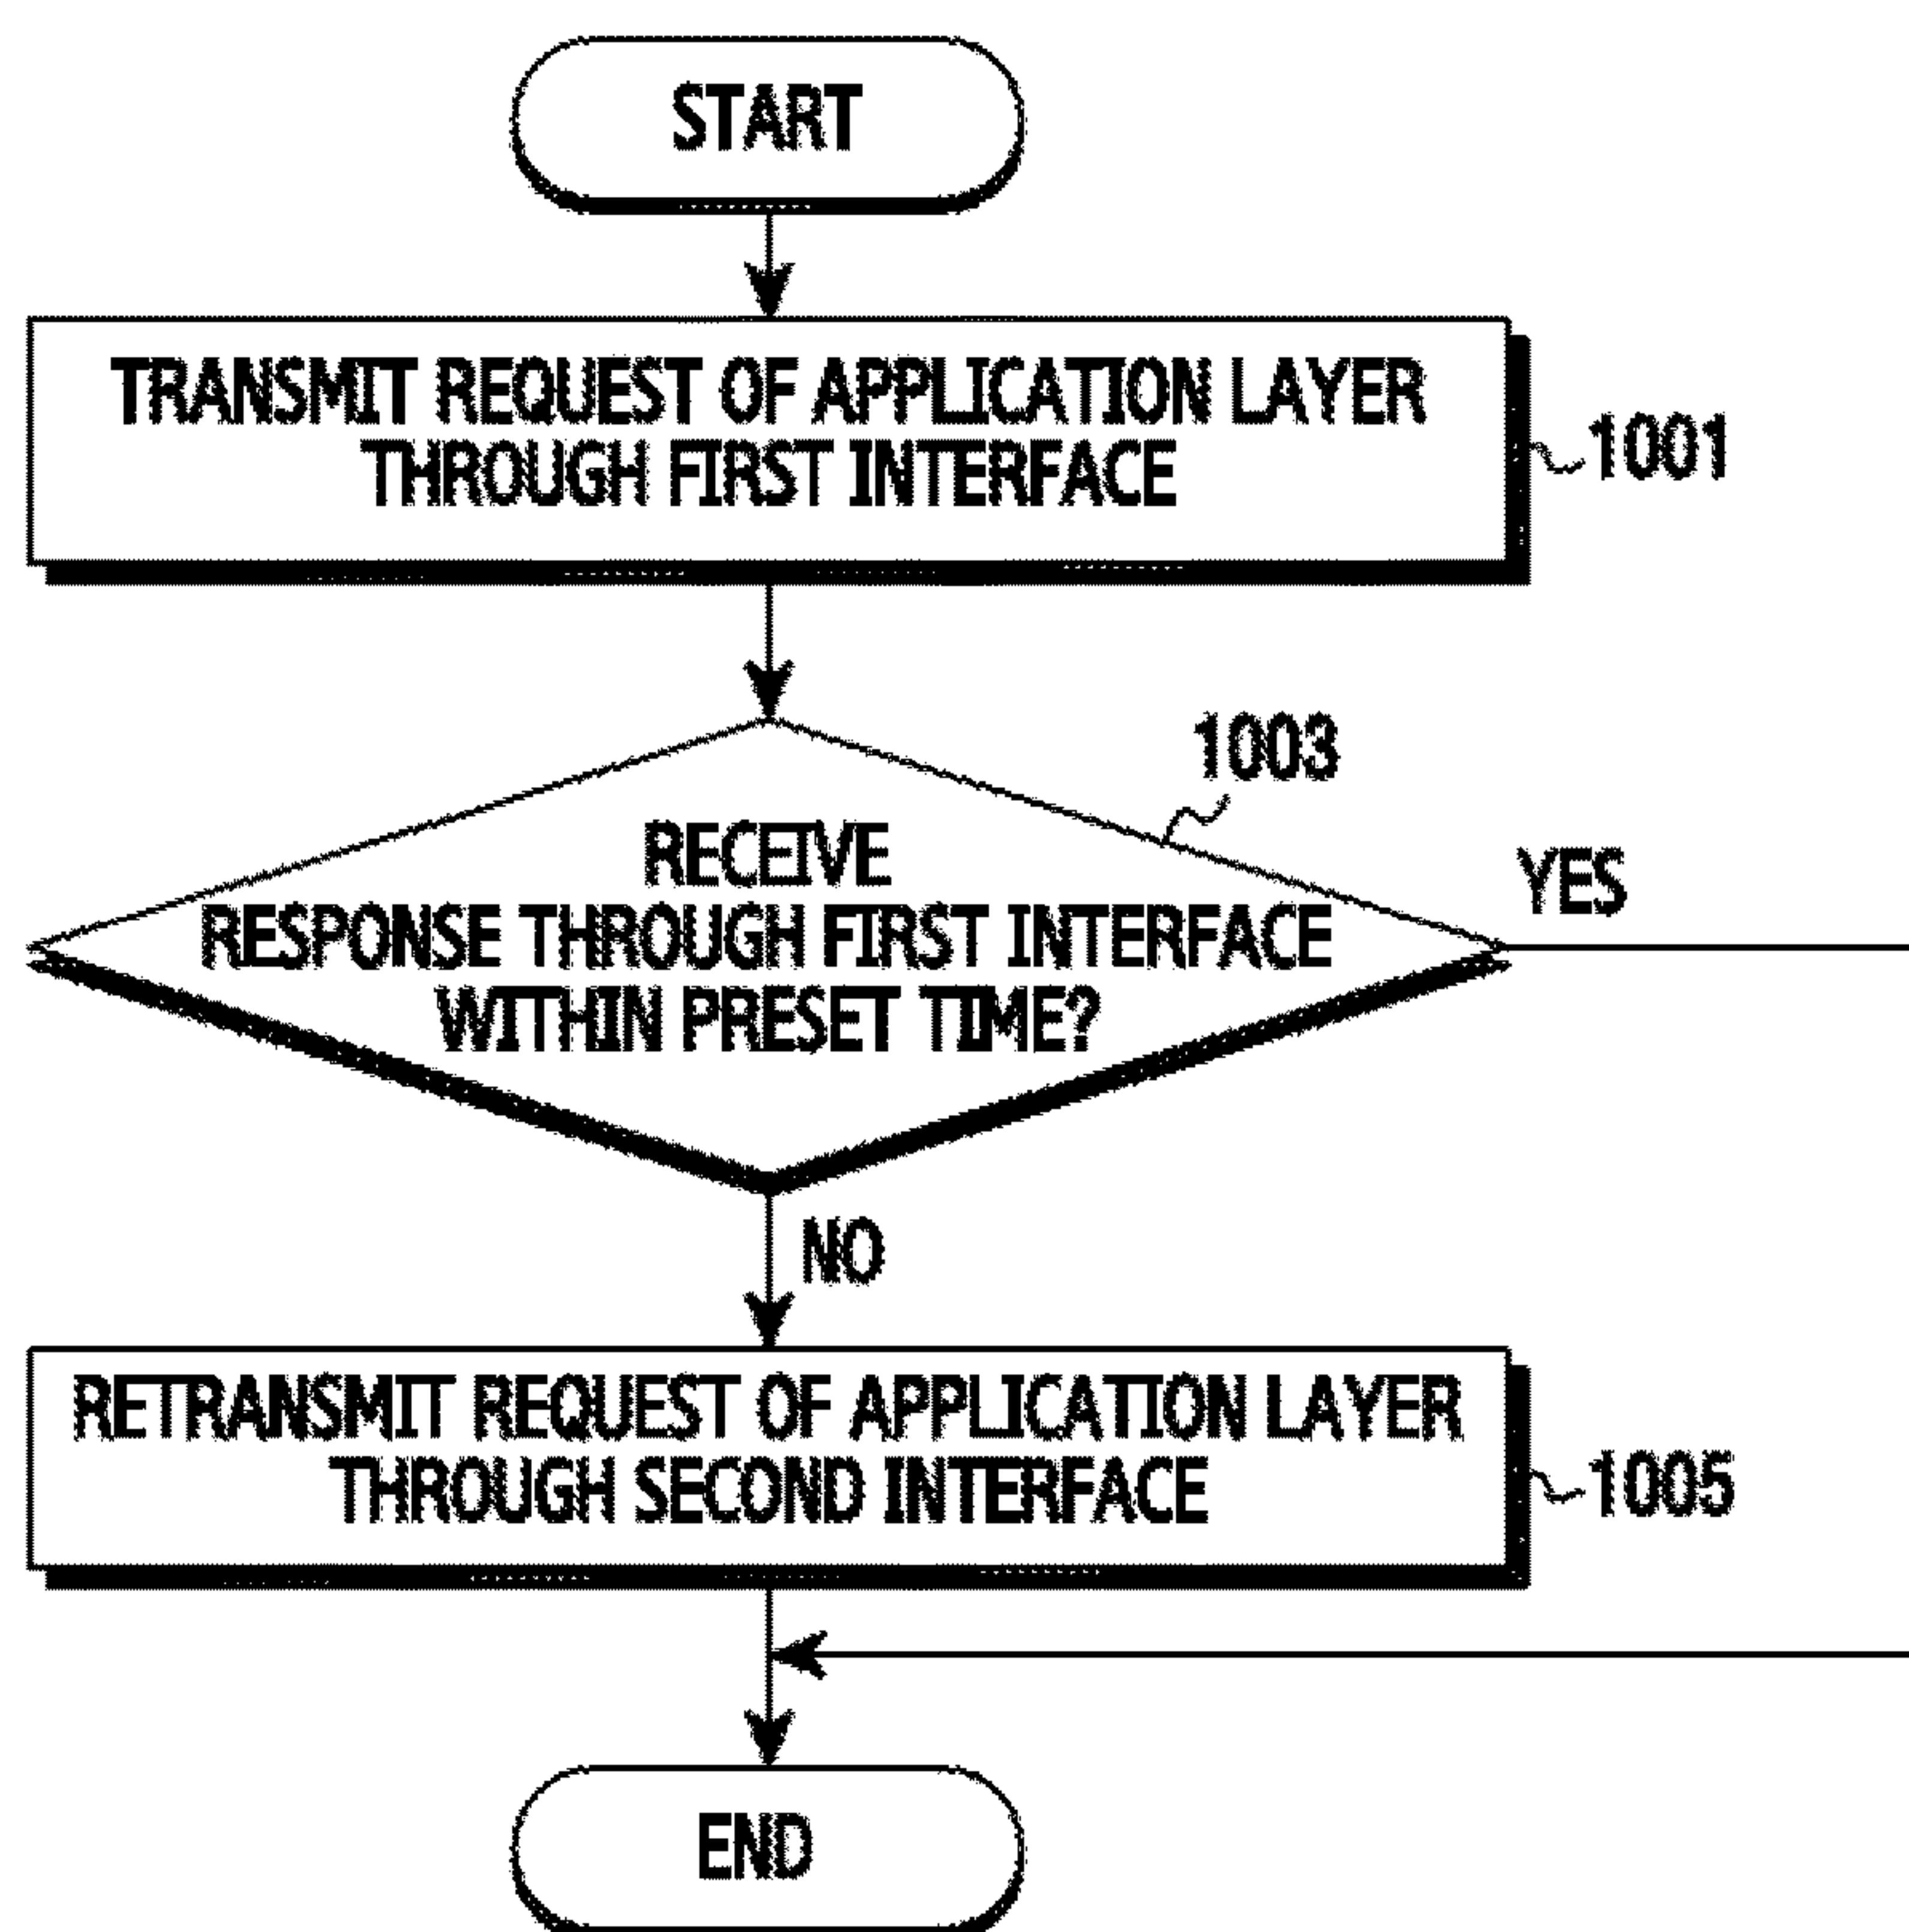 START
TRANSMIT REQUEST OF APPLICATION LAYER
THROUGH FIRST INTERFACE
1001
1003
RECEIVE
RESPONSE THROUGH FIRST INTERFACE
WITHIN PRESET TIME?
YES
NO
RETRANSMIT REQUEST OF APPLICATION LAYER
THROUGH SECOND INTERFACE
1005
END